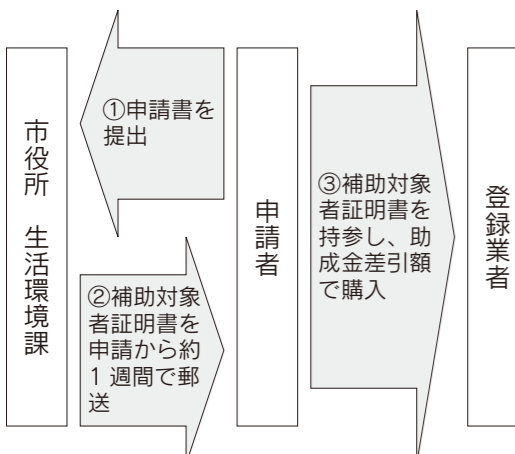 市役所　生活環境課
①申請書を
提出
②補助対象
者証明書を
申請から約
1 週間で郵
送
申請者
③補助対象
者証明書を
持参し、助
成金差引額
で購入
登録業者